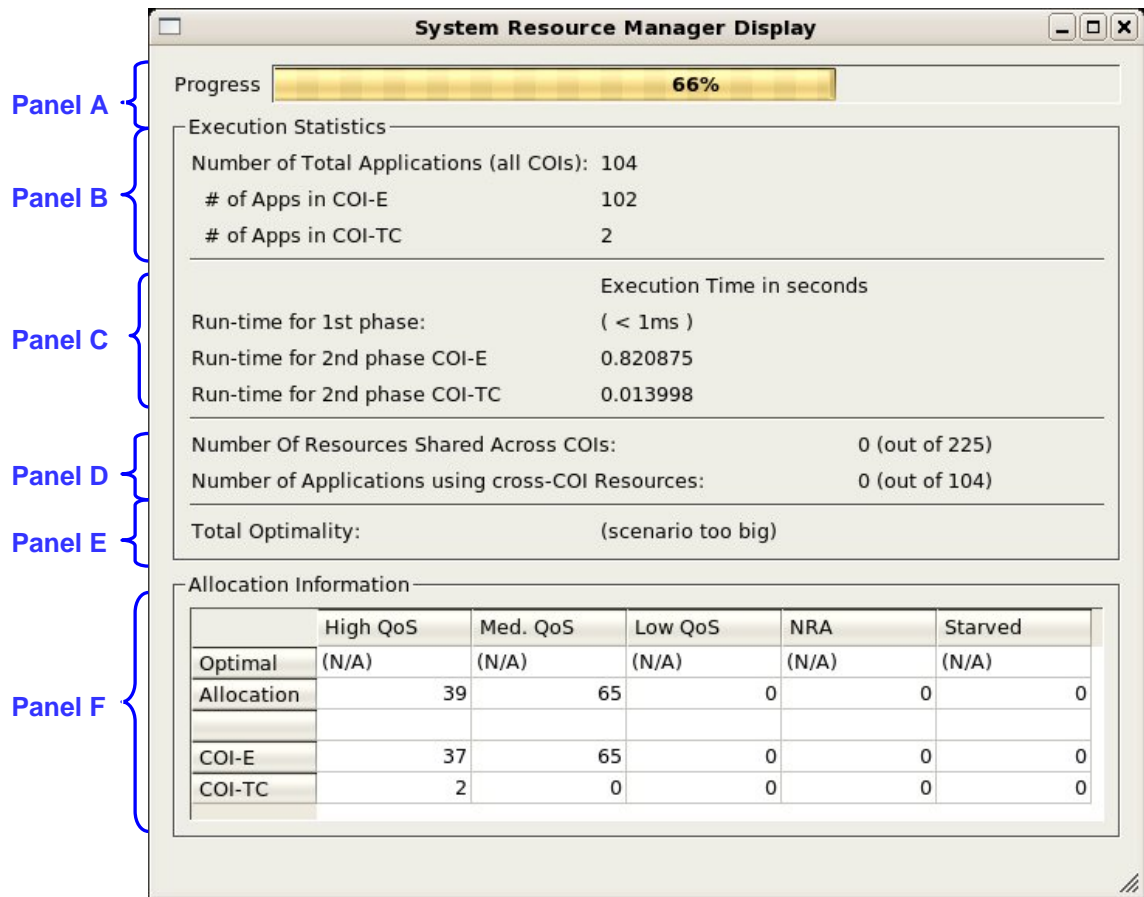 System Resource Manager Display
Panel A
Progress 66%
Panel B
Execution Statistics
Number of Total Applications (all COIs): 104
# of Apps in COI-E 102
# of Apps in COI-TC 2
Panel C
Execution Time in seconds
Run-time for 1st phase: ( < 1ms )
Run-time for 2nd phase COI-E 0.820875
Run-time for 2nd phase COI-TC 0.013998
Panel D
Number Of Resources Shared Across COIs: 0 (out of 225)
Number of Applications using cross-COI Resources: 0 (out of 104)
Panel E
Total Optimality: (scenario too big)
Panel F
Allocation Information
High QoS Med. QoS Low QoS NRA Starved
Optimal (N/A) (N/A) (N/A) (N/A) (N/A)
Allocation 39 65 0 0 0
COI-E 37 65 0 0 0
COI-TC 2 0 0 0 0